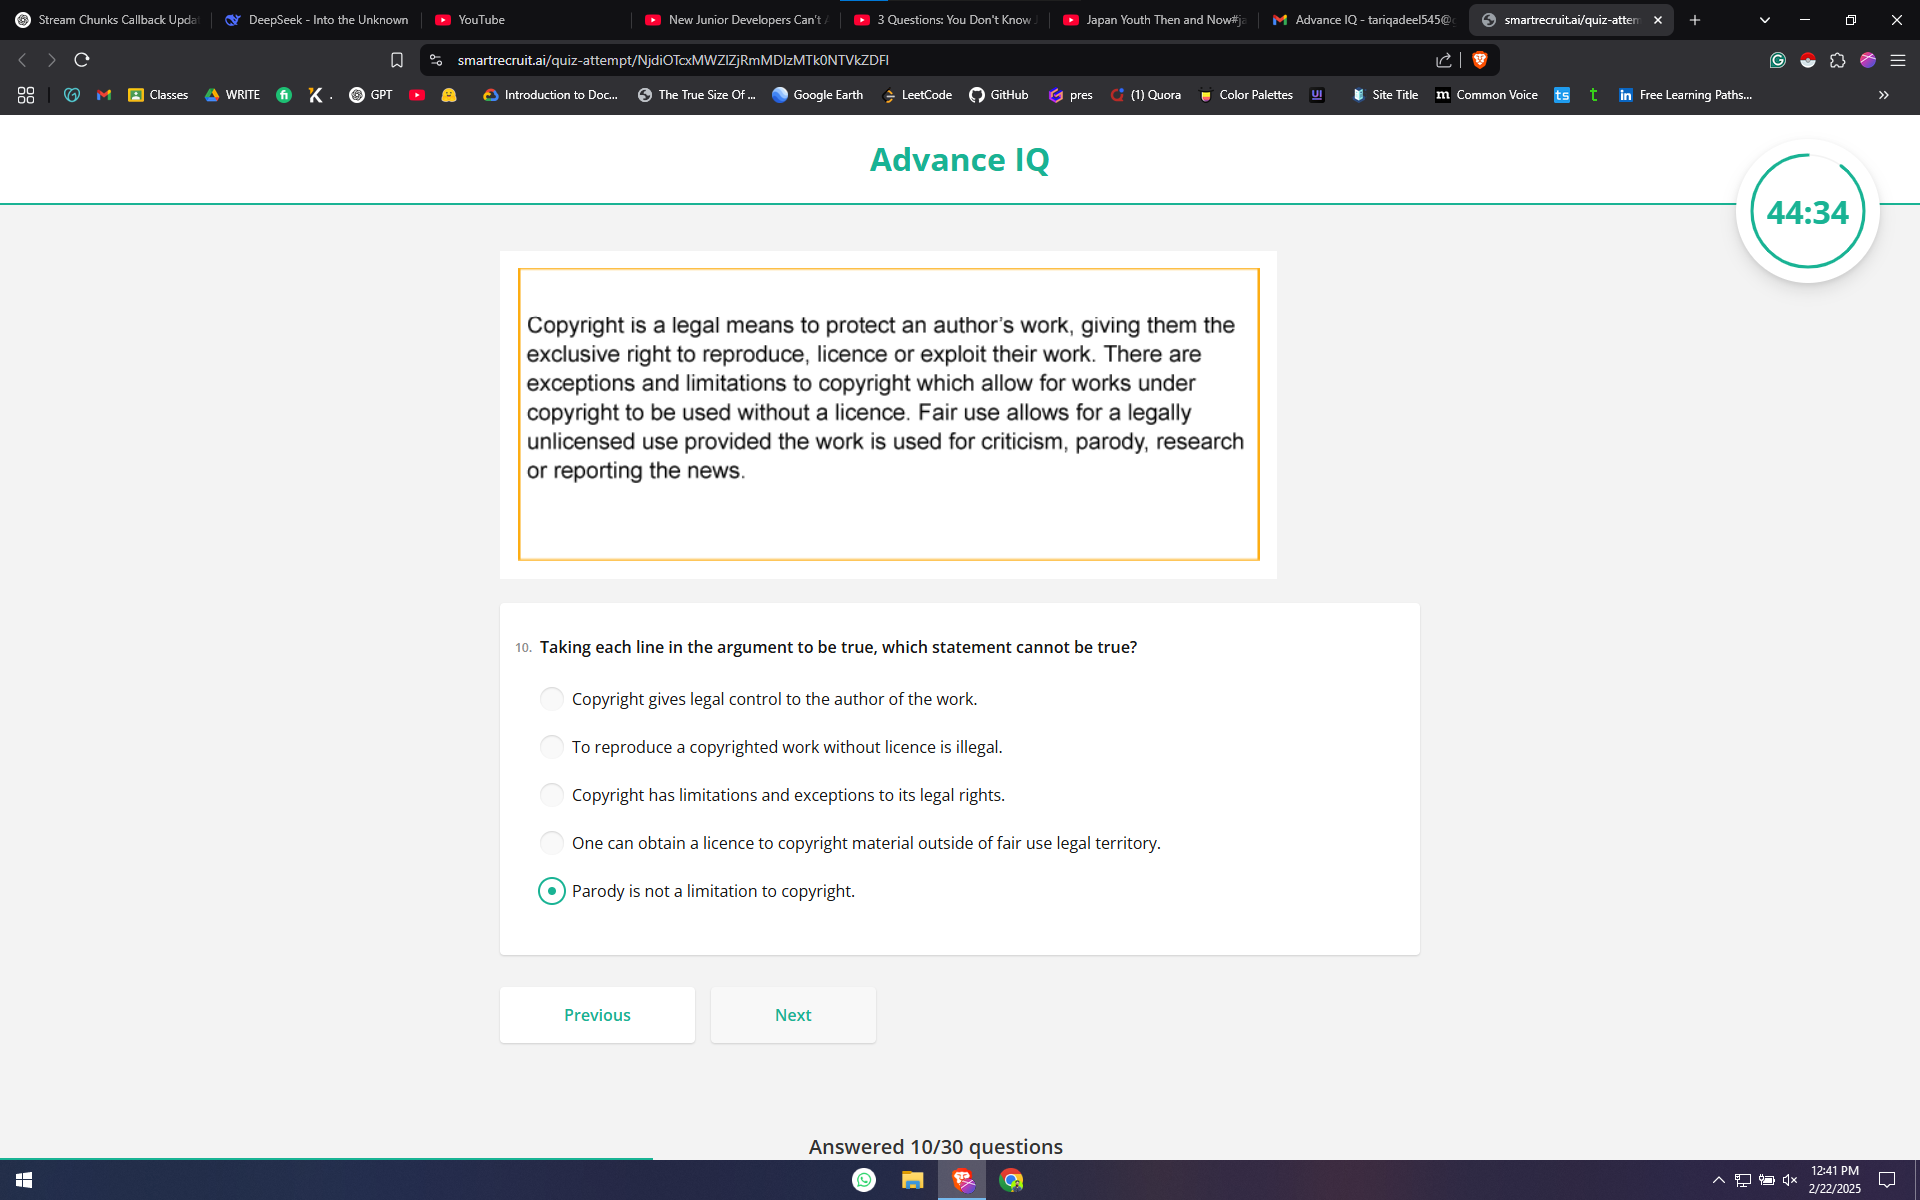 Stream Chunks Callback Upda
DeepSeek - Into the Unknown
YouTube
New Junior Developers Can't
3 Questions: You Don't Know
Japan Youth Then and Now#j
Advance IQ - tariqadeel545@
smartrecruit.ai/quiz-attem
smartrecruit.ai/quiz-attempt/
Classes
WRITE
GPT
Introduction to Doc...
The True Size Of ...
Google Earth
LeetCode
GitHub
pres
(1) Quora
Color Palettes
UI
Site Title
m Common Voice
ts
t
in Free Learning Paths...
Advance IQ
44:34
Copyright is a legal means to protect an author's work, giving them the
exclusive right to reproduce, licence or exploit their work. There are
exceptions and limitations to copyright which allow for works under
copyright to be used without a licence. Fair use allows for a legally
unlicensed use provided the work is used for criticism, parody, research
or reporting the news.
10. Taking each line in the argument to be true, which statement cannot be true?
Copyright gives legal control to the author of the work.
To reproduce a copyrighted work without licence is illegal.
Copyright has limitations and exceptions to its legal rights.
One can obtain a licence to copyright material outside of fair use legal territory.
Parody is not a limitation to copyright.
Previous
Next
Answered 10/30 questions
12:41 PM
2/22/2025